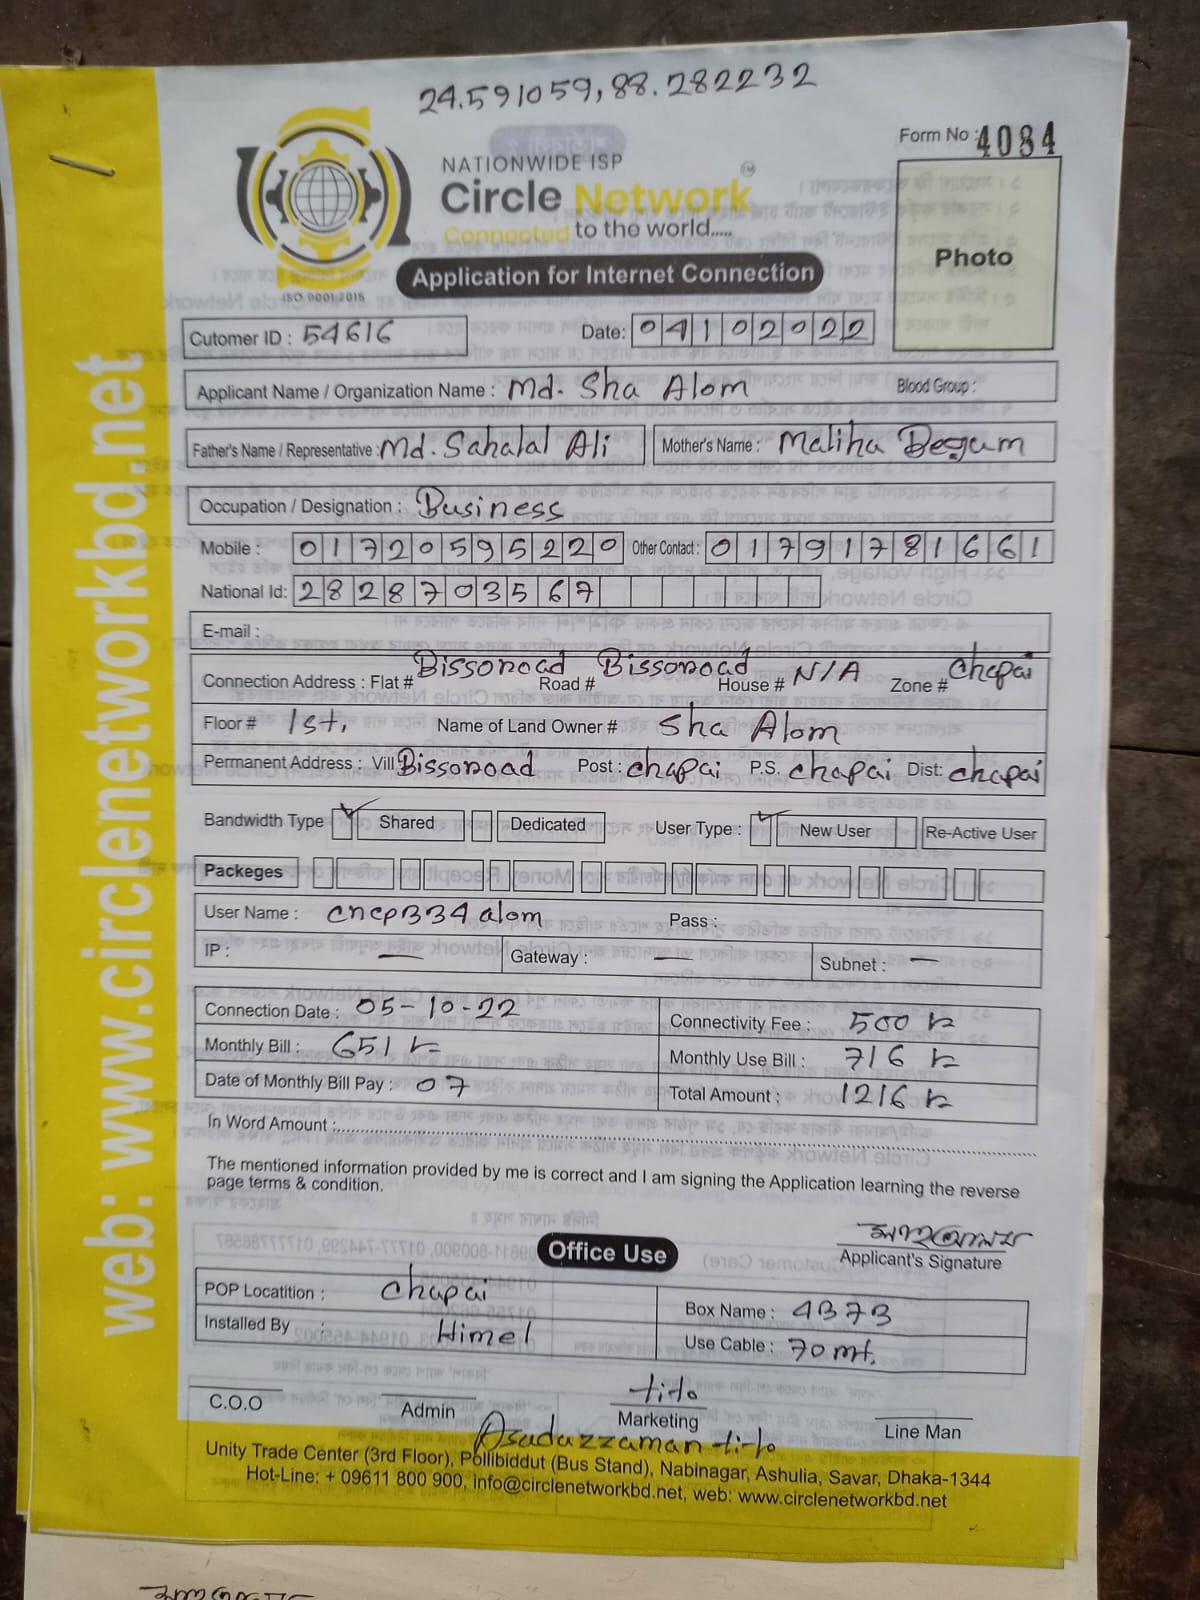 24.591059, 88.282232
Form No : 4084
NATIONWIDE ISP
Circle Network TM
Connected to the world.....
ISO 9001:2015
Application for Internet Connection
Photo
Cutomer ID : 54616
Date: 04102022
Applicant Name / Organization Name : Md. Sha Alom Blood Group :
Father's Name / Representative : Md. Sahalal Ali Mother's Name : Maliha Begum
Occupation / Designation : Business
Mobile : 01720595220 Other Contact : 01791781661
National Id: 2828703567
E-mail :
Connection Address : Flat # Bissoroad Road # Bissoroad House # N/A Zone # Chapai
Floor # 1st. Name of Land Owner # Sha Alom
Permanent Address : Vill Bissoroad Post : chapai P.S. chapai Dist: chapai
Bandwidth Type ✓ Shared Dedicated User Type : ✓ New User Re-Active User
Packeges
User Name : cncp334alom Pass :
IP : — Gateway : — Subnet : —
Connection Date : 05-10-22 Connectivity Fee : 500 ৳
Monthly Bill : 651 ৳ Monthly Use Bill : 716 ৳
Date of Monthly Bill Pay : 07 Total Amount ; 1216 ৳
In Word Amount :
The mentioned information provided by me is correct and I am signing the Application learning the reverse
page terms & condition.
Applicant's Signature
Office Use
POP Locatition : Chapai Box Name : 4B73
Installed By : Himel Use Cable : 70 mt.
C.O.O Admin tito Marketing Line Man
Asaduzzaman tito
Unity Trade Center (3rd Floor), Pollibiddut (Bus Stand), Nabinagar, Ashulia, Savar, Dhaka-1344
Hot-Line: + 09611 800 900, info@circlenetworkbd.net, web: www.circlenetworkbd.net
web: www.circlenetworkbd.net